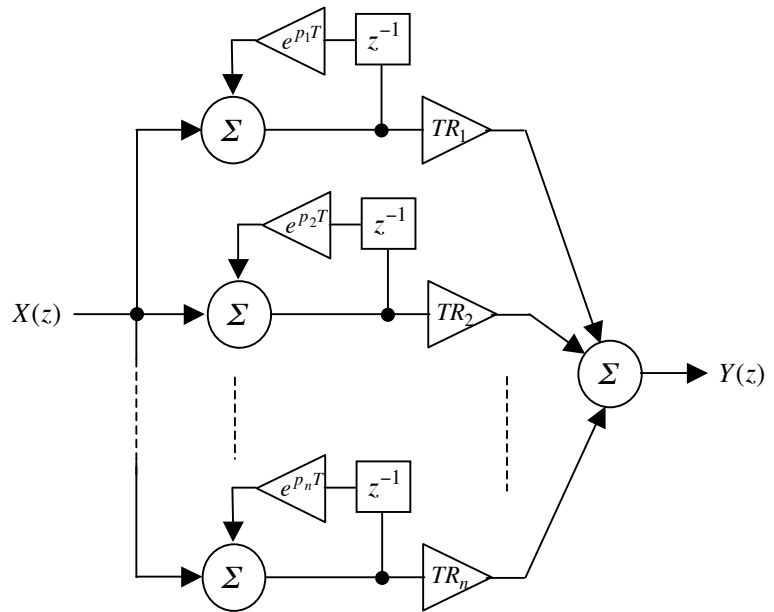 e^{p_1T} z^{-1}
Σ TR_1
e^{p_2T} z^{-1}
X(z) Σ TR_2
Σ Y(z)
e^{p_nT} z^{-1}
Σ TR_n